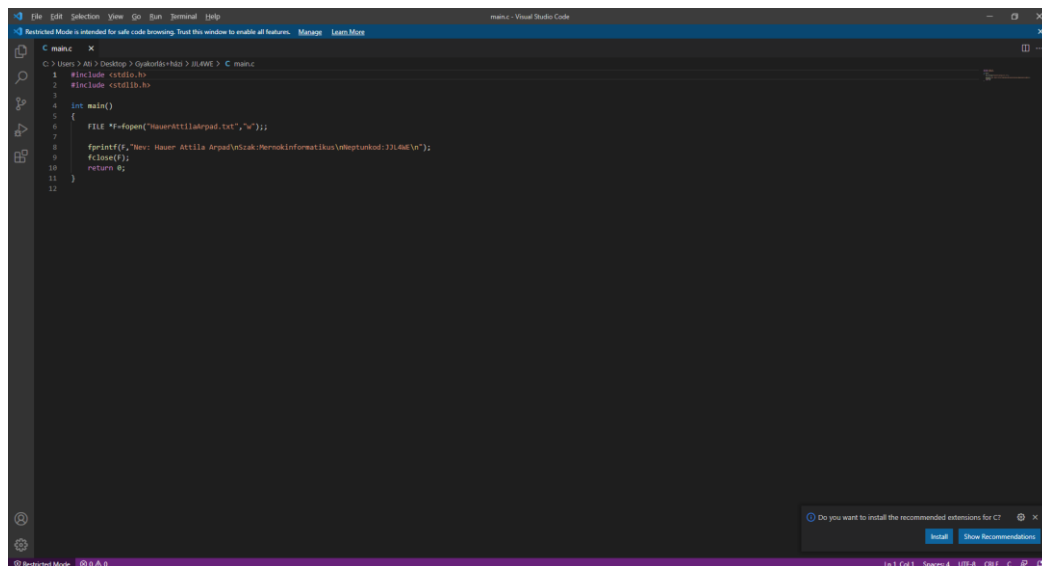 File Edit Selection View Go Run Terminal Help main.c - Visual Studio Code
Restricted Mode is intended for safe code browsing. Trust this window to enable all features. Manage Learn More
C main.c
C: > Users > Ati > Desktop > Gyakorlás+házi > JJL4WE > C main.c
1 #include <stdio.h>
2 #include <stdlib.h>
3
4 int main()
5 {
6 FILE *F=fopen("HauerAttilaArpad.txt","w");;
7
8 fprintf(F,"Nev: Hauer Attila Arpad\nSzak:Mernokinformatikus\nNeptunkod:JJL4WE\n");
9 fclose(F);
10 return 0;
11 }
12
Do you want to install the recommended extensions for C?
Install Show Recommendations
Restricted Mode 0 0 Ln 1, Col 1 Spaces: 4 UTF-8 CRLF C